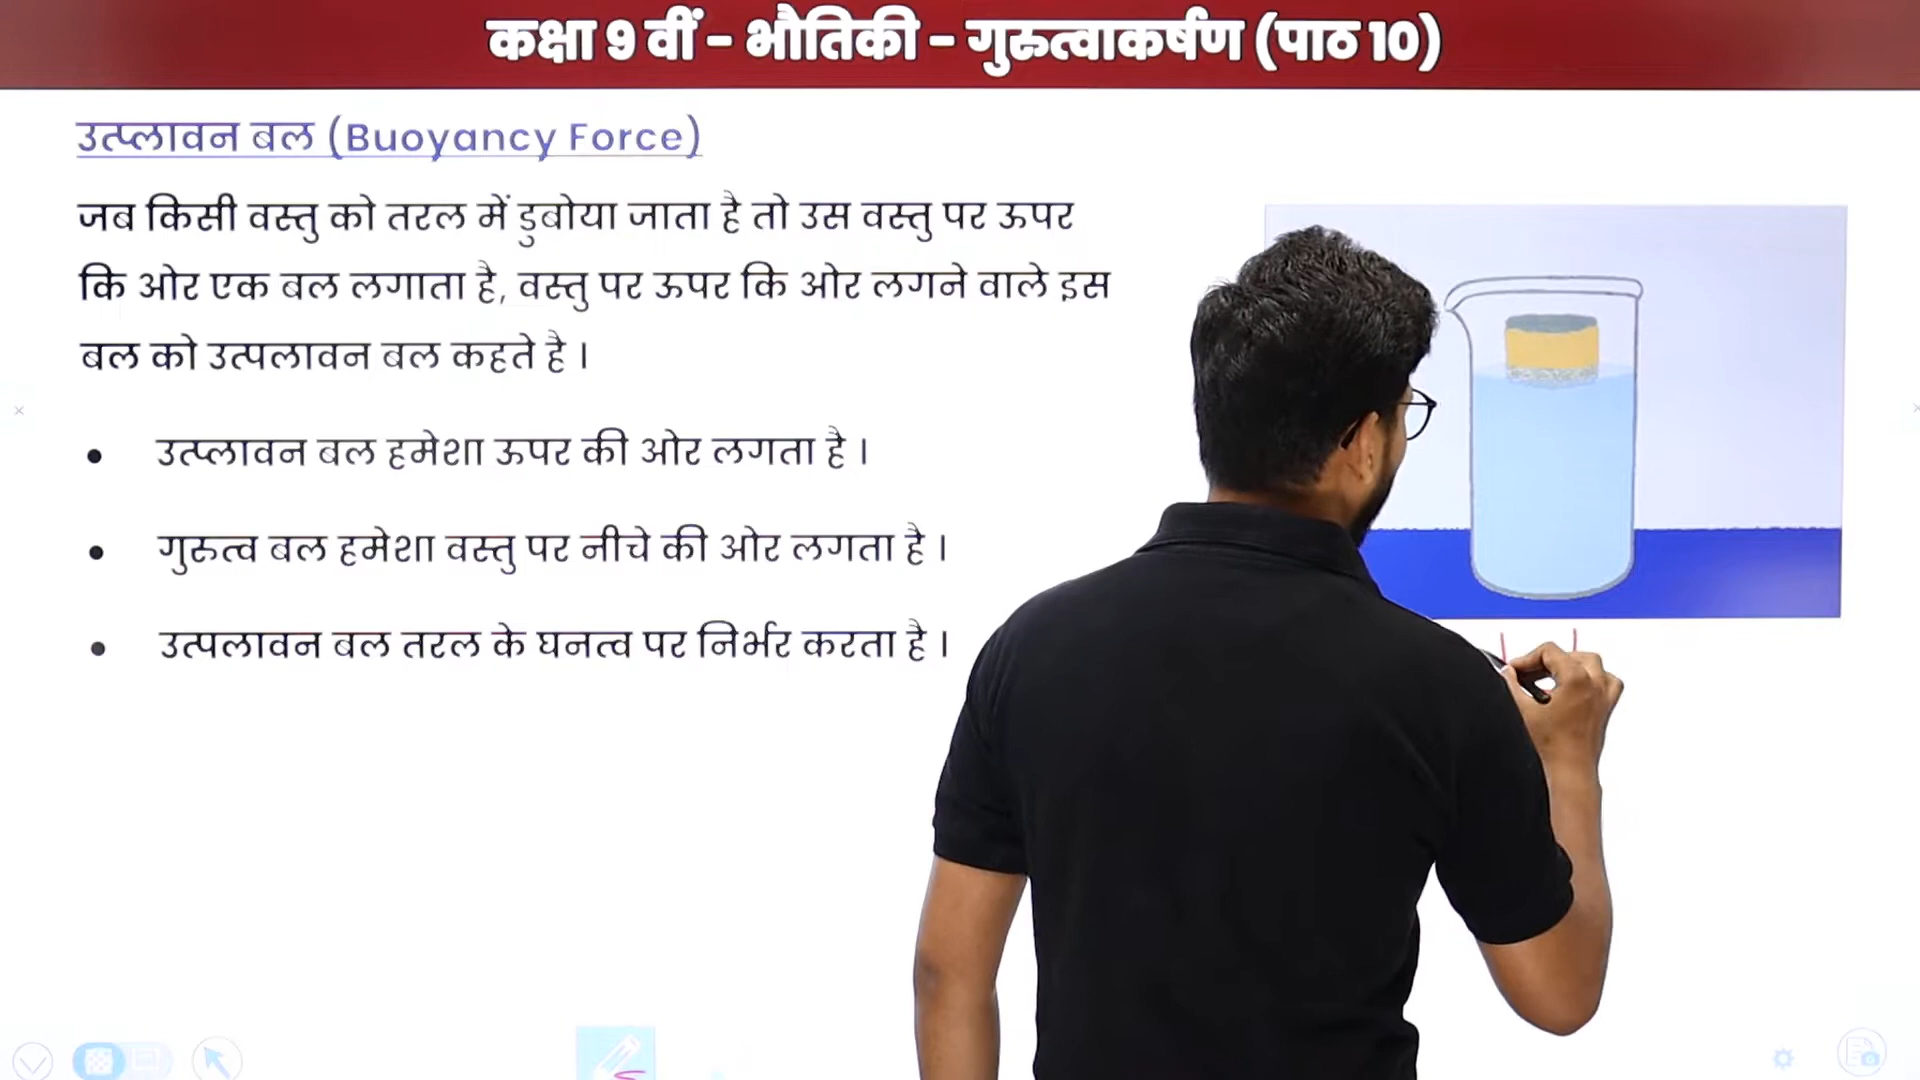 कक्षा 9 वीं - भौतिकी - गुरुत्वाकर्षण (पाठ 10)
उत्प्लावन बल (Buoyancy Force)
जब किसी वस्तु को तरल में डुबोया जाता है तो उस वस्तु पर ऊपर
कि ओर एक बल लगाता है, वस्तु पर ऊपर कि ओर लगने वाले इस
बल को उत्पलावन बल कहते है ।
• उत्प्लावन बल हमेशा ऊपर की ओर लगता है ।
• गुरुत्व बल हमेशा वस्तु पर नीचे की ओर लगता है ।
• उत्पलावन बल तरल के घनत्व पर निर्भर करता है ।